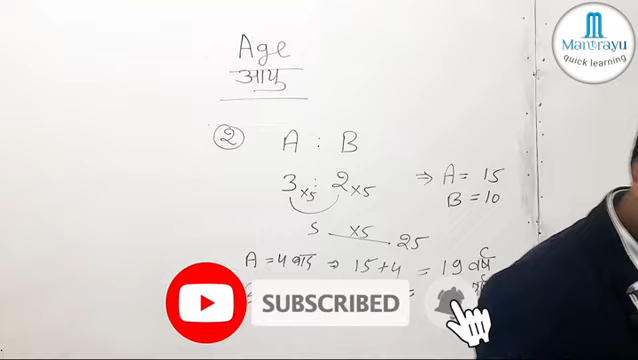 Age
आयु
Manorayu
quick learning
② A : B
3×5 : 2×5
⇒ A = 15
B = 10
5 ×5 25
A = 4 बाद ⇒ 15+4 = 19 वर्ष
SUBSCRIBED